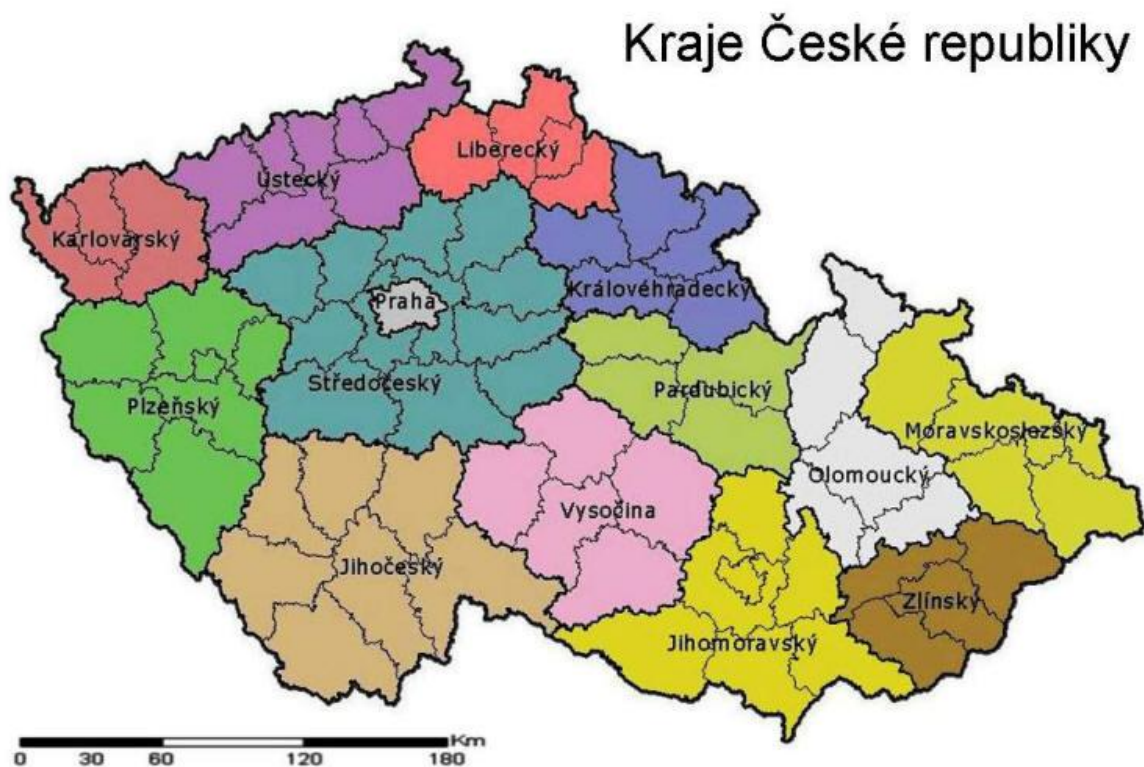 Kraje České republiky
Liberecký
Ústecký
Karlovarský
Královéhradecký
Praha
Středočeský
Pardubický
Plzeňský
Moravskoslezský
Olomoucký
Vysočina
Jihočeský
Zlínský
Jihomoravský
Km
0 30 60 120 180